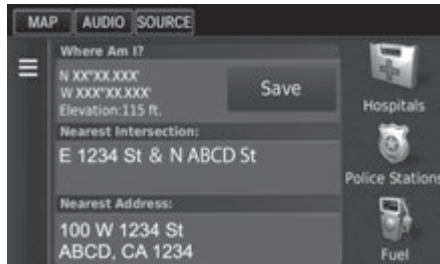 MAP AUDIO SOURCE
Where Am I?
N XX°XX.XXX'
W XXX°XX.XXX'
Elevation:115 ft.
Save
Nearest Intersection:
E 1234 St & N ABCD St
Nearest Address:
100 W 1234 St
ABCD, CA 1234
Hospitals
Police Stations
Fuel